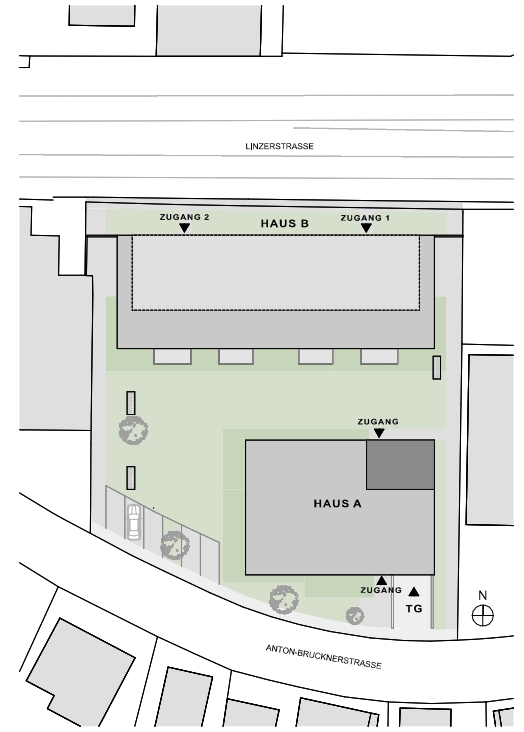 LINZERSTRASSE
ZUGANG 2
HAUS B
ZUGANG 1
ZUGANG
HAUS A
ZUGANG
TG
N
ANTON-BRUCKNERSTRASSE